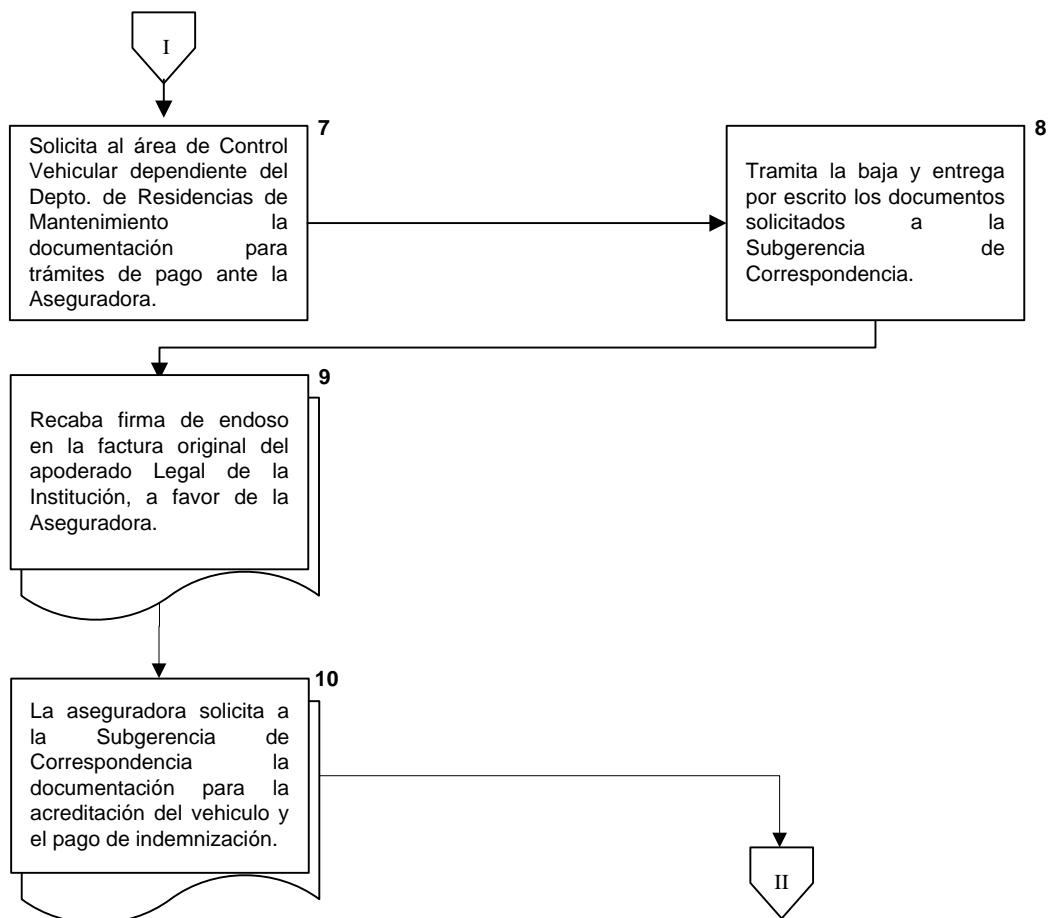 I
7
Solicita al área de Control
Vehicular dependiente del
Depto. de Residencias de
Mantenimiento la
documentación para
trámites de pago ante la
Aseguradora.
8
Tramita la baja y entrega
por escrito los documentos
solicitados a la
Subgerencia de
Correspondencia.
9
Recaba firma de endoso
en la factura original del
apoderado Legal de la
Institución, a favor de la
Aseguradora.
10
La aseguradora solicita a
la Subgerencia de
Correspondencia la
documentación para la
acreditación del vehiculo y
el pago de indemnización.
II